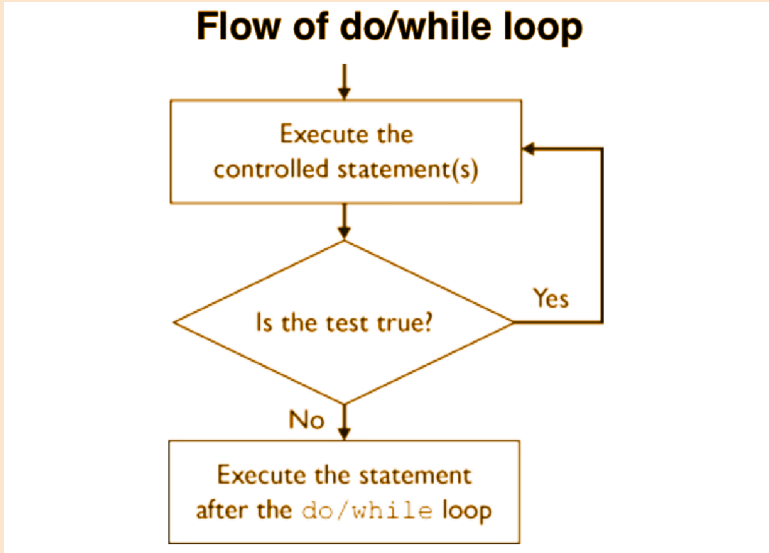 Flow of do/while loop
Execute the
controlled statement(s)
Is the test true?
Yes
No
Execute the statement
after the do/while loop